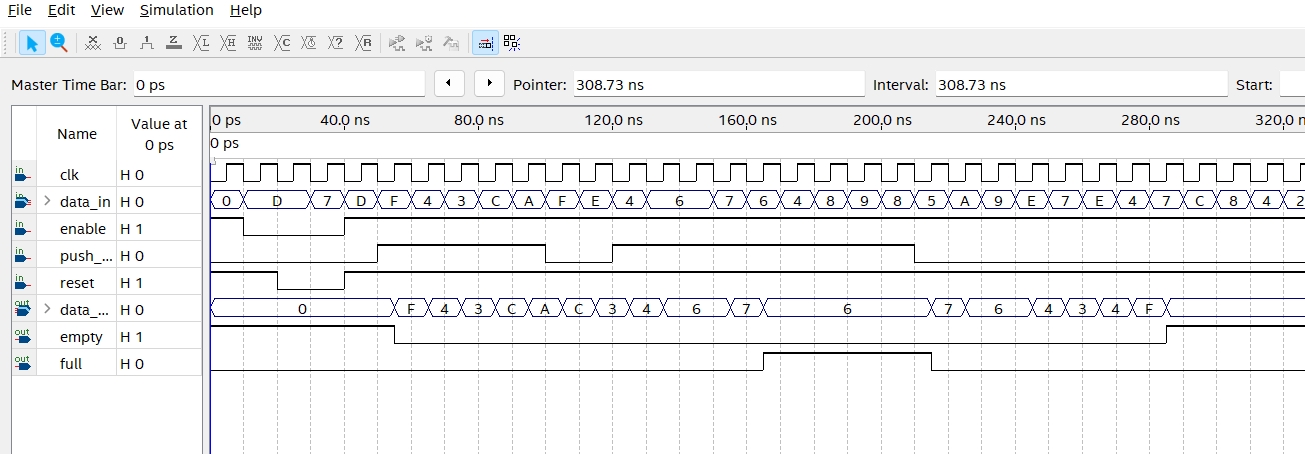 File Edit View Simulation Help
0 1 Z L H INV C ? R
Master Time Bar: 0 ps Pointer: 308.73 ns Interval: 308.73 ns Start:
Name Value at 0 ps 0 ps 40.0 ns 80.0 ns 120.0 ns 160.0 ns 200.0 ns 240.0 ns 280.0 ns 320.0 n
0 ps
in clk H 0
in data_in H 0 0 D 7 D F 4 3 C A F E 4 6 7 6 4 8 9 8 5 A 9 E 7 E 4 7 C 8 4 2
in enable H 1
in push_... H 0
in reset H 1
out data_... H 0 0 F 4 3 C A C 3 4 6 7 6 7 6 4 3 4 F
out empty H 1
out full H 0